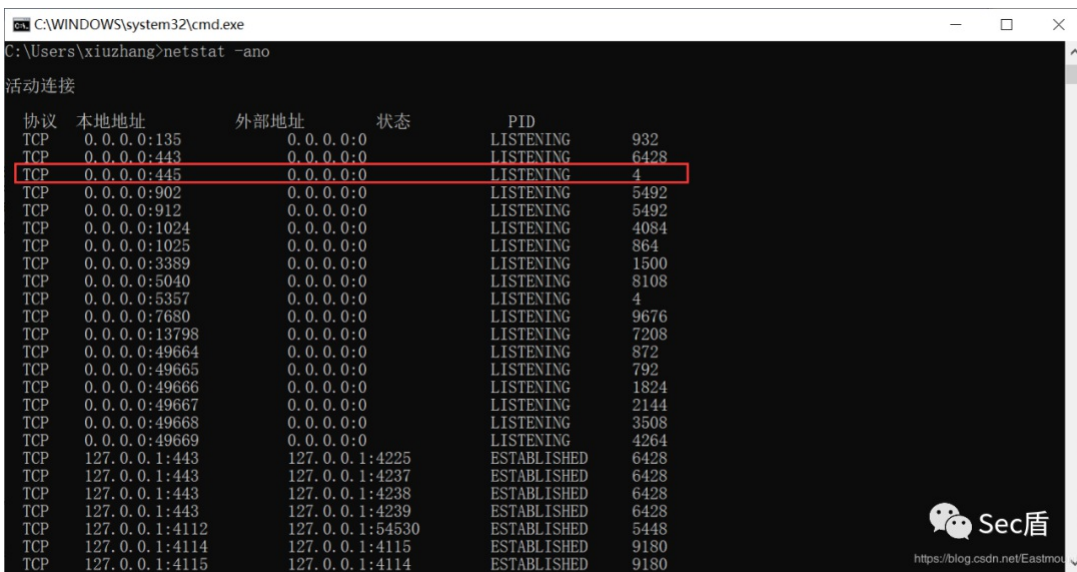 C:\WINDOWS\system32\cmd.exe
C:\Users\xiuzhang>netstat -ano
活动连接
协议 本地地址 外部地址 状态 PID
TCP 0.0.0.0:135 0.0.0.0:0 LISTENING 932
TCP 0.0.0.0:443 0.0.0.0:0 LISTENING 6428
TCP 0.0.0.0:445 0.0.0.0:0 LISTENING 4
TCP 0.0.0.0:902 0.0.0.0:0 LISTENING 5492
TCP 0.0.0.0:912 0.0.0.0:0 LISTENING 5492
TCP 0.0.0.0:1024 0.0.0.0:0 LISTENING 4084
TCP 0.0.0.0:1025 0.0.0.0:0 LISTENING 864
TCP 0.0.0.0:3389 0.0.0.0:0 LISTENING 1500
TCP 0.0.0.0:5040 0.0.0.0:0 LISTENING 8108
TCP 0.0.0.0:5357 0.0.0.0:0 LISTENING 4
TCP 0.0.0.0:7680 0.0.0.0:0 LISTENING 9676
TCP 0.0.0.0:13798 0.0.0.0:0 LISTENING 7208
TCP 0.0.0.0:49664 0.0.0.0:0 LISTENING 872
TCP 0.0.0.0:49665 0.0.0.0:0 LISTENING 792
TCP 0.0.0.0:49666 0.0.0.0:0 LISTENING 1824
TCP 0.0.0.0:49667 0.0.0.0:0 LISTENING 2144
TCP 0.0.0.0:49668 0.0.0.0:0 LISTENING 3508
TCP 0.0.0.0:49669 0.0.0.0:0 LISTENING 4264
TCP 127.0.0.1:443 127.0.0.1:4225 ESTABLISHED 6428
TCP 127.0.0.1:443 127.0.0.1:4237 ESTABLISHED 6428
TCP 127.0.0.1:443 127.0.0.1:4238 ESTABLISHED 6428
TCP 127.0.0.1:443 127.0.0.1:4239 ESTABLISHED 6428
TCP 127.0.0.1:4112 127.0.0.1:54530 ESTABLISHED 5448
TCP 127.0.0.1:4114 127.0.0.1:4115 ESTABLISHED 9180
TCP 127.0.0.1:4115 127.0.0.1:4114 ESTABLISHED 9180
Sec盾
https://blog.csdn.net/Eastmou